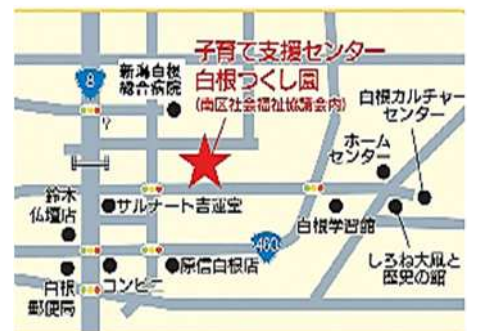 子育て支援センター
白根つくし園
(南区社会福祉協議会内)
8
新潟白根
総合病院
白根カルチャー
センター
ホーム
センター
鈴木
仏壇店
サルナート吉運堂
白根学習館
460
しろね大凧と
歴史の館
原信白根店
コンビニ
白根
郵便局